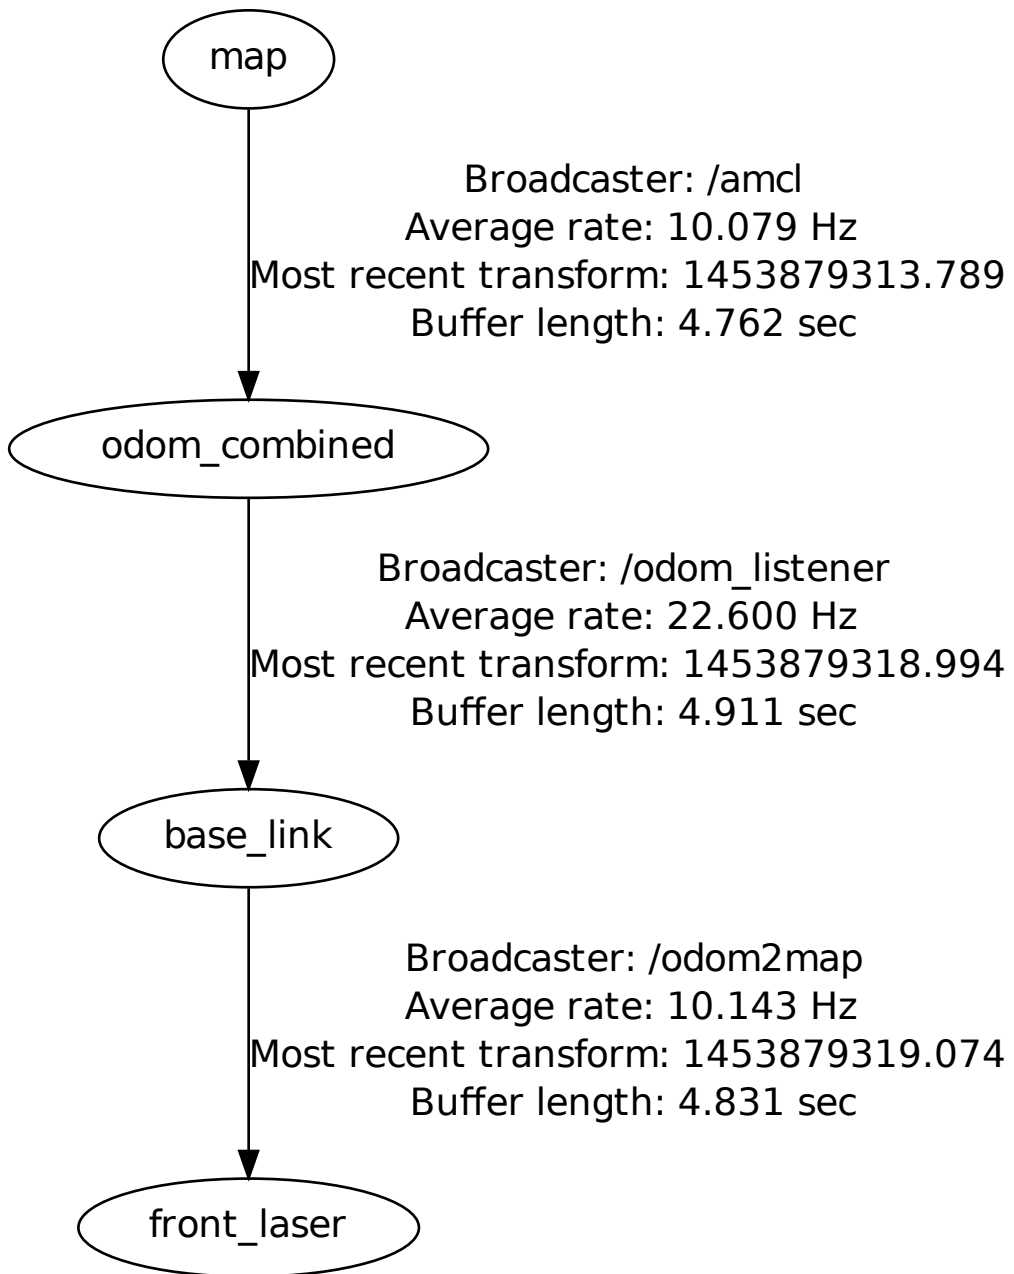 map
Broadcaster: /amcl
Average rate: 10.079 Hz
Most recent transform: 1453879313.789
Buffer length: 4.762 sec
odom_combined
Broadcaster: /odom_listener
Average rate: 22.600 Hz
Most recent transform: 1453879318.994
Buffer length: 4.911 sec
base_link
Broadcaster: /odom2map
Average rate: 10.143 Hz
Most recent transform: 1453879319.074
Buffer length: 4.831 sec
front_laser